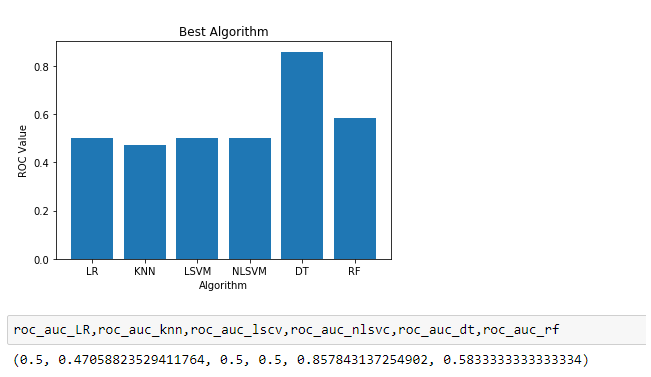 Best Algorithm
0.8
0.6
0.4
0.2
0.0
ROC Value
LR KNN LSVM NLSVM DT RF
Algorithm
roc_auc_LR,roc_auc_knn,roc_auc_lscv,roc_auc_nlsvc,roc_auc_dt,roc_auc_rf
(0.5, 0.47058823529411764, 0.5, 0.5, 0.857843137254902, 0.5833333333333334)